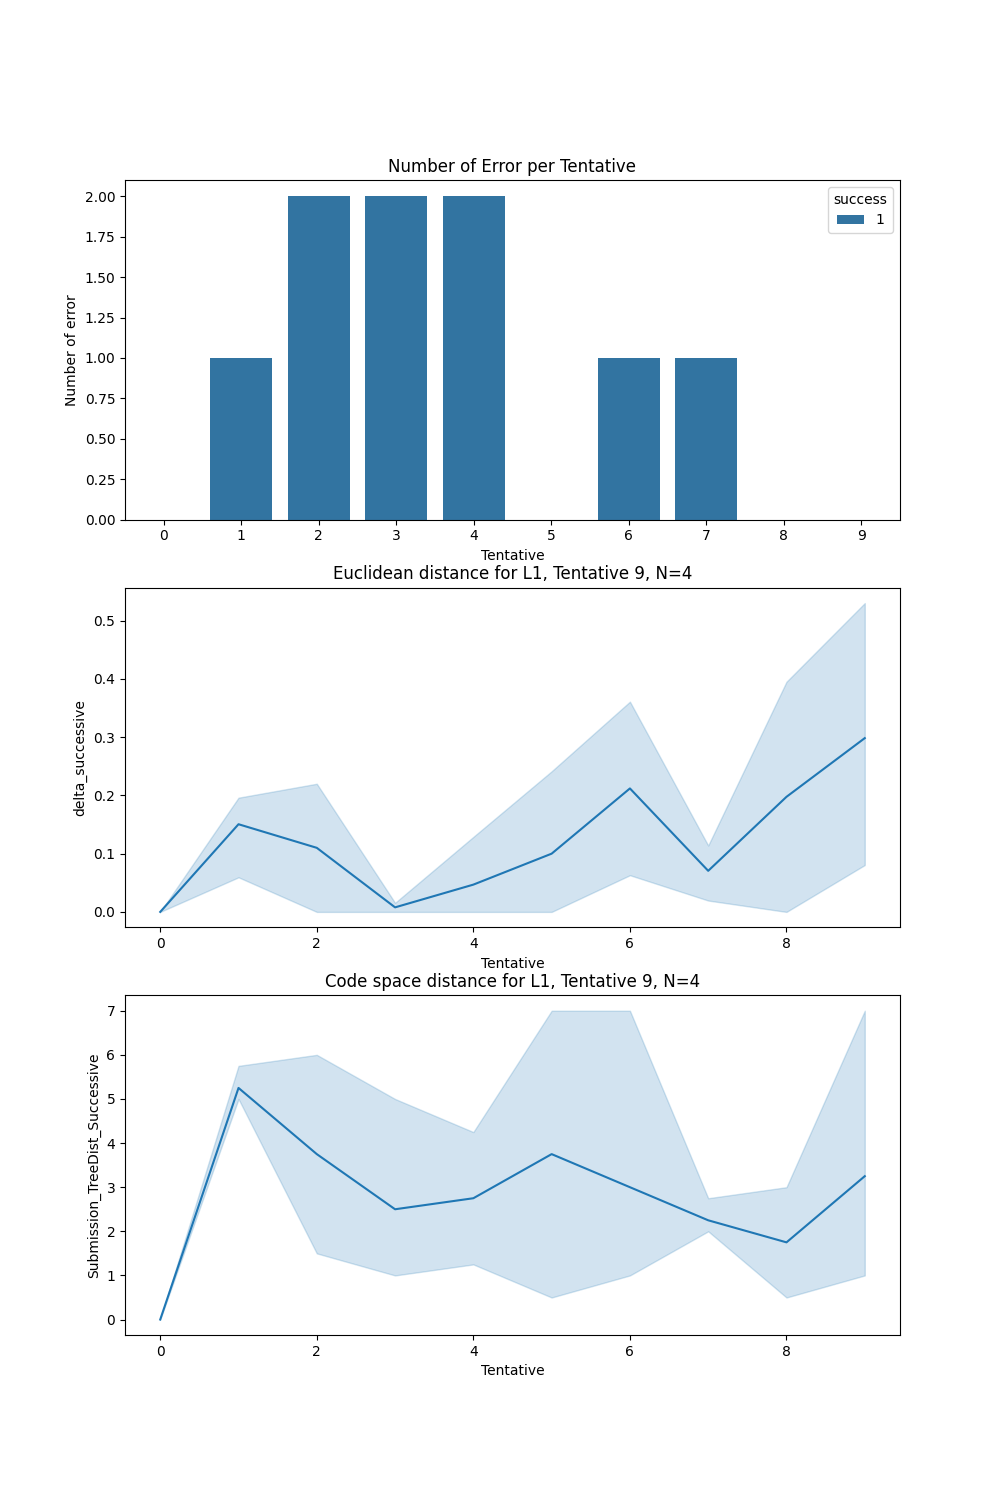 Number of Error per Tentative
success
1
2.00
1.75
1.50
1.25
1.00
0.75
0.50
0.25
0.00
Number of error
0 1 2 3 4 5 6 7 8 9
Tentative
Euclidean distance for L1, Tentative 9, N=4
0.5
0.4
0.3
0.2
0.1
0.0
delta_successive
0 2 4 6 8
Tentative
Code space distance for L1, Tentative 9, N=4
7
6
5
4
3
2
1
0
Submission_TreeDist_Successive
0 2 4 6 8
Tentative